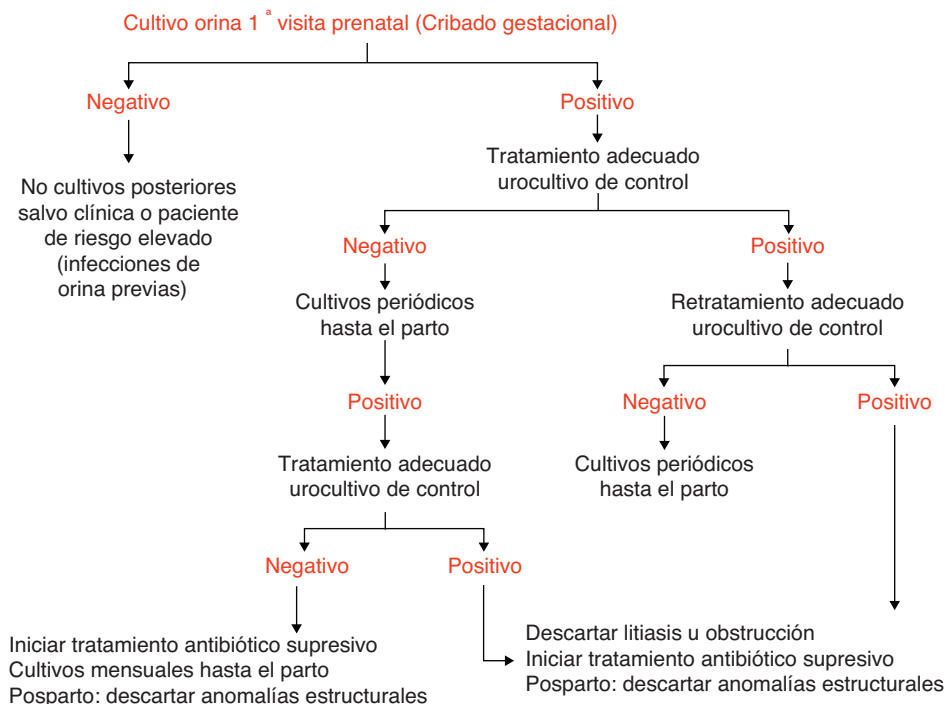 Cultivo orina 1ª visita prenatal (Cribado gestacional)
Negativo
Positivo
No cultivos posteriores
salvo clínica o paciente
de riesgo elevado
(infecciones de
orina previas)
Tratamiento adecuado
urocultivo de control
Negativo
Positivo
Cultivos periódicos
hasta el parto
Retratamiento adecuado
urocultivo de control
Positivo
Negativo
Positivo
Tratamiento adecuado
urocultivo de control
Cultivos periódicos
hasta el parto
Negativo
Positivo
Iniciar tratamiento antibiótico supresivo
Cultivos mensuales hasta el parto
Posparto: descartar anomalías estructurales
Descartar litiasis u obstrucción
Iniciar tratamiento antibiótico supresivo
Posparto: descartar anomalías estructurales